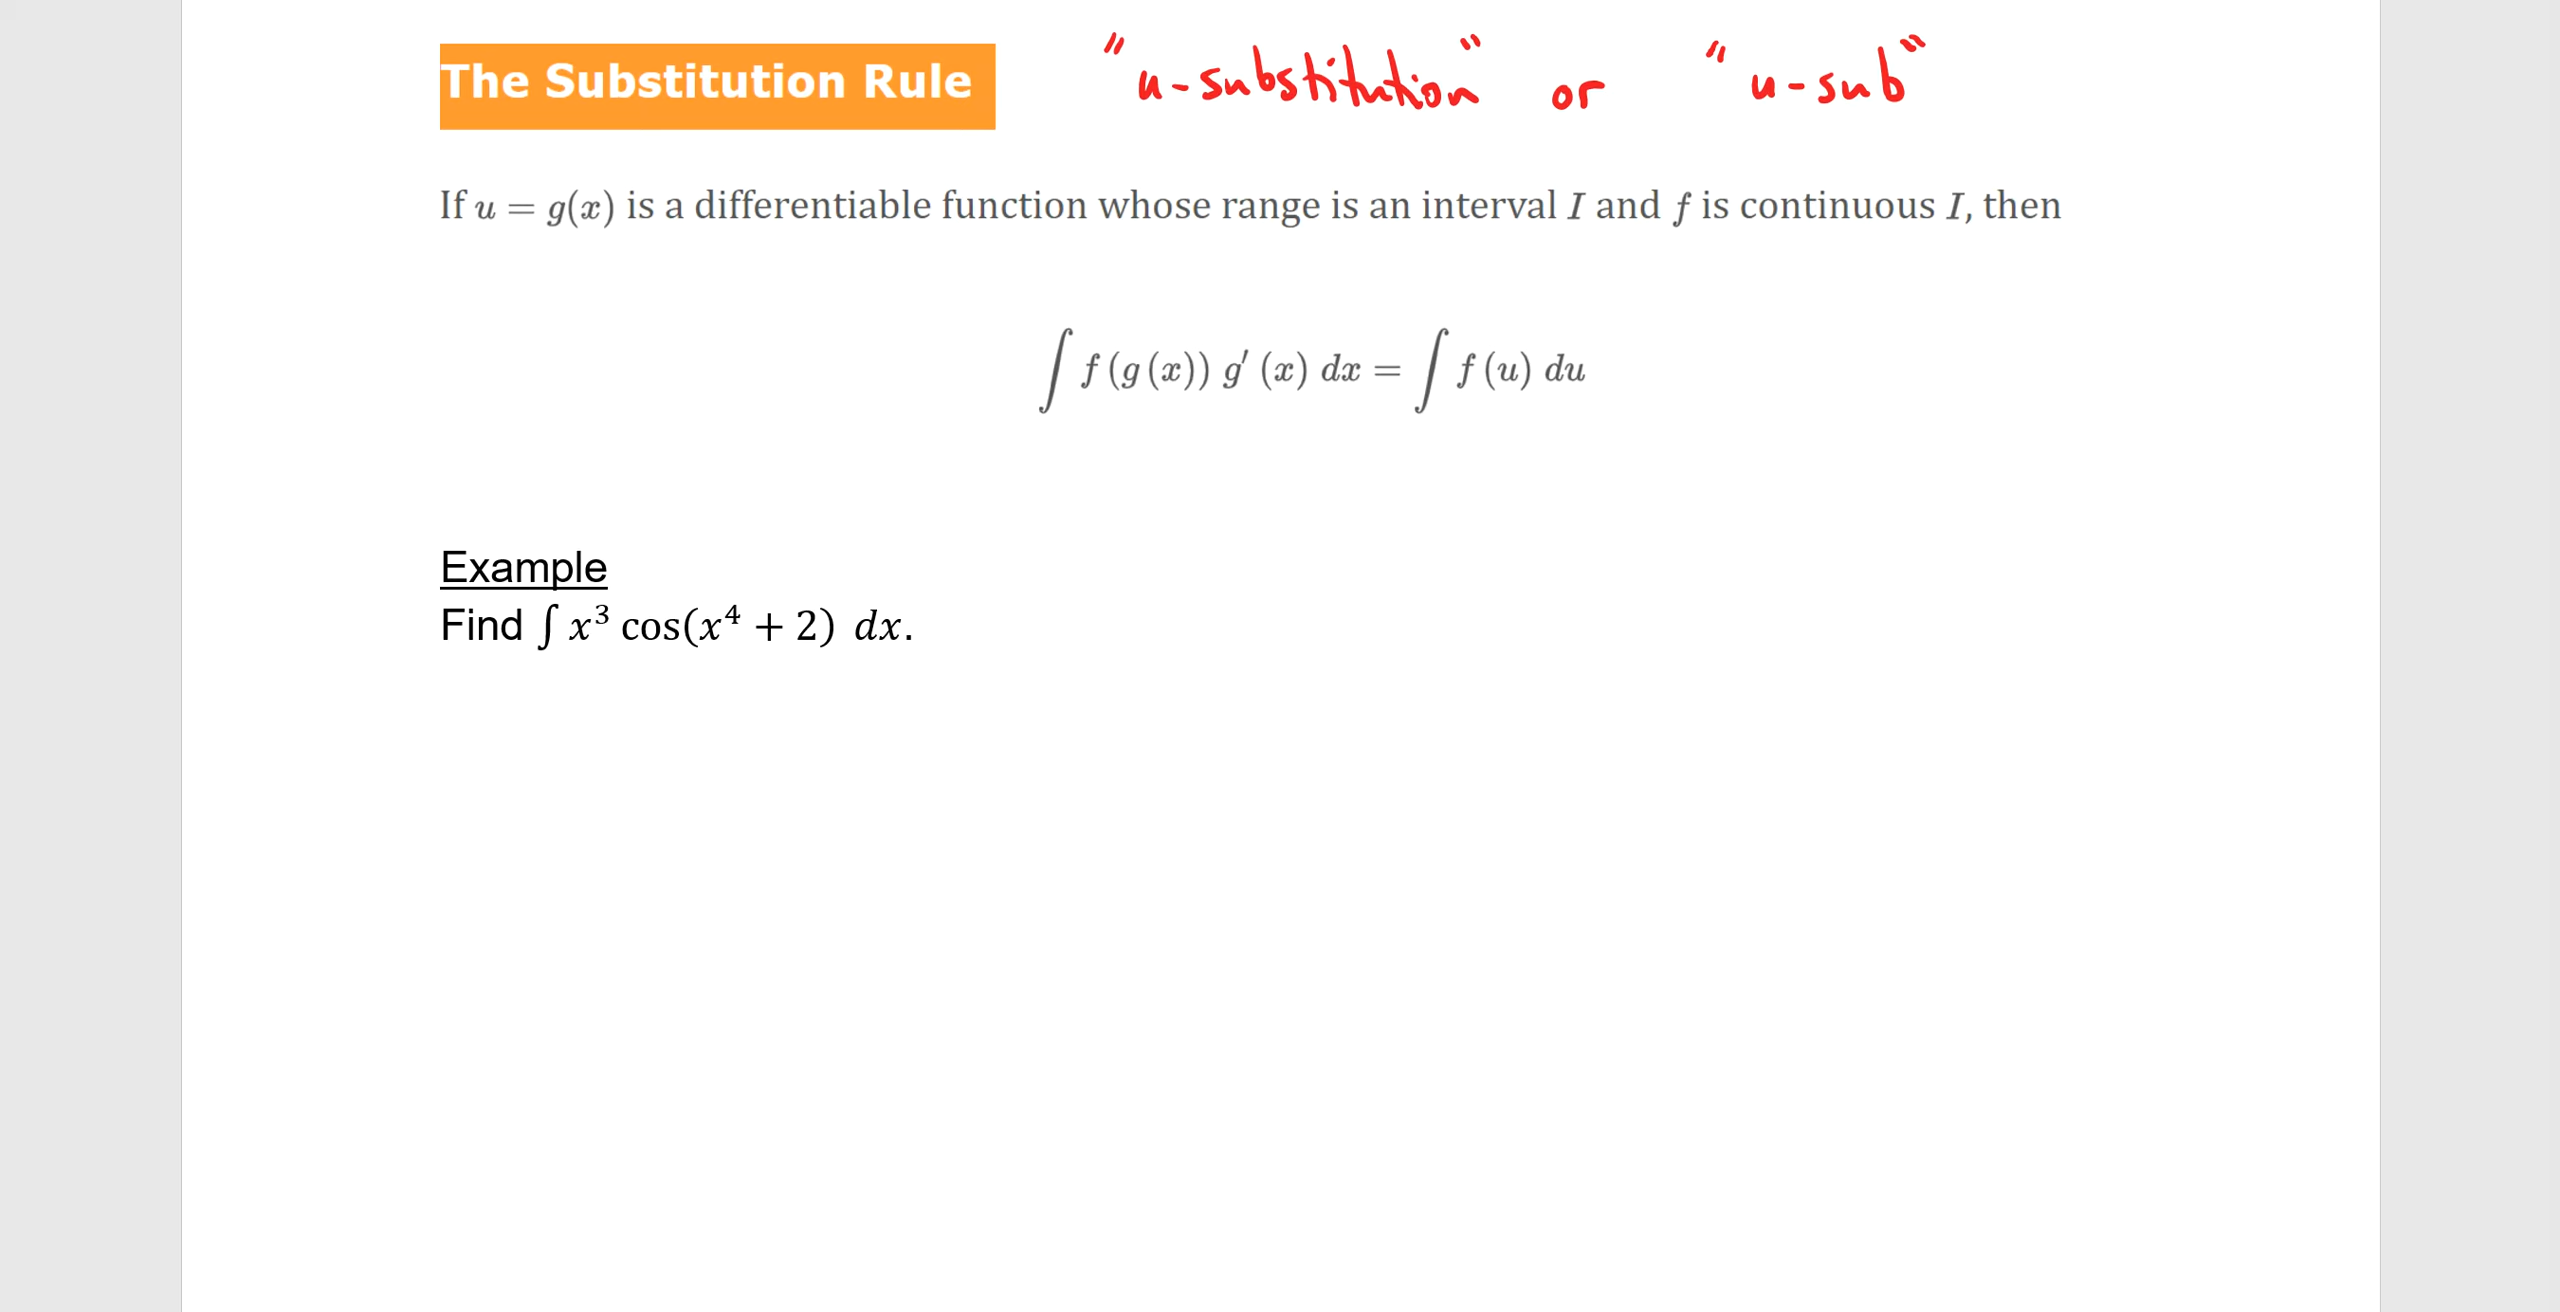 The Substitution Rule "u-substitution" or "u-sub"
If u = g(x) is a differentiable function whose range is an interval I and f is continuous I, then
∫ f (g (x)) g′ (x) dx = ∫ f (u) du
Example
Find ∫ x³ cos(x⁴ + 2) dx.